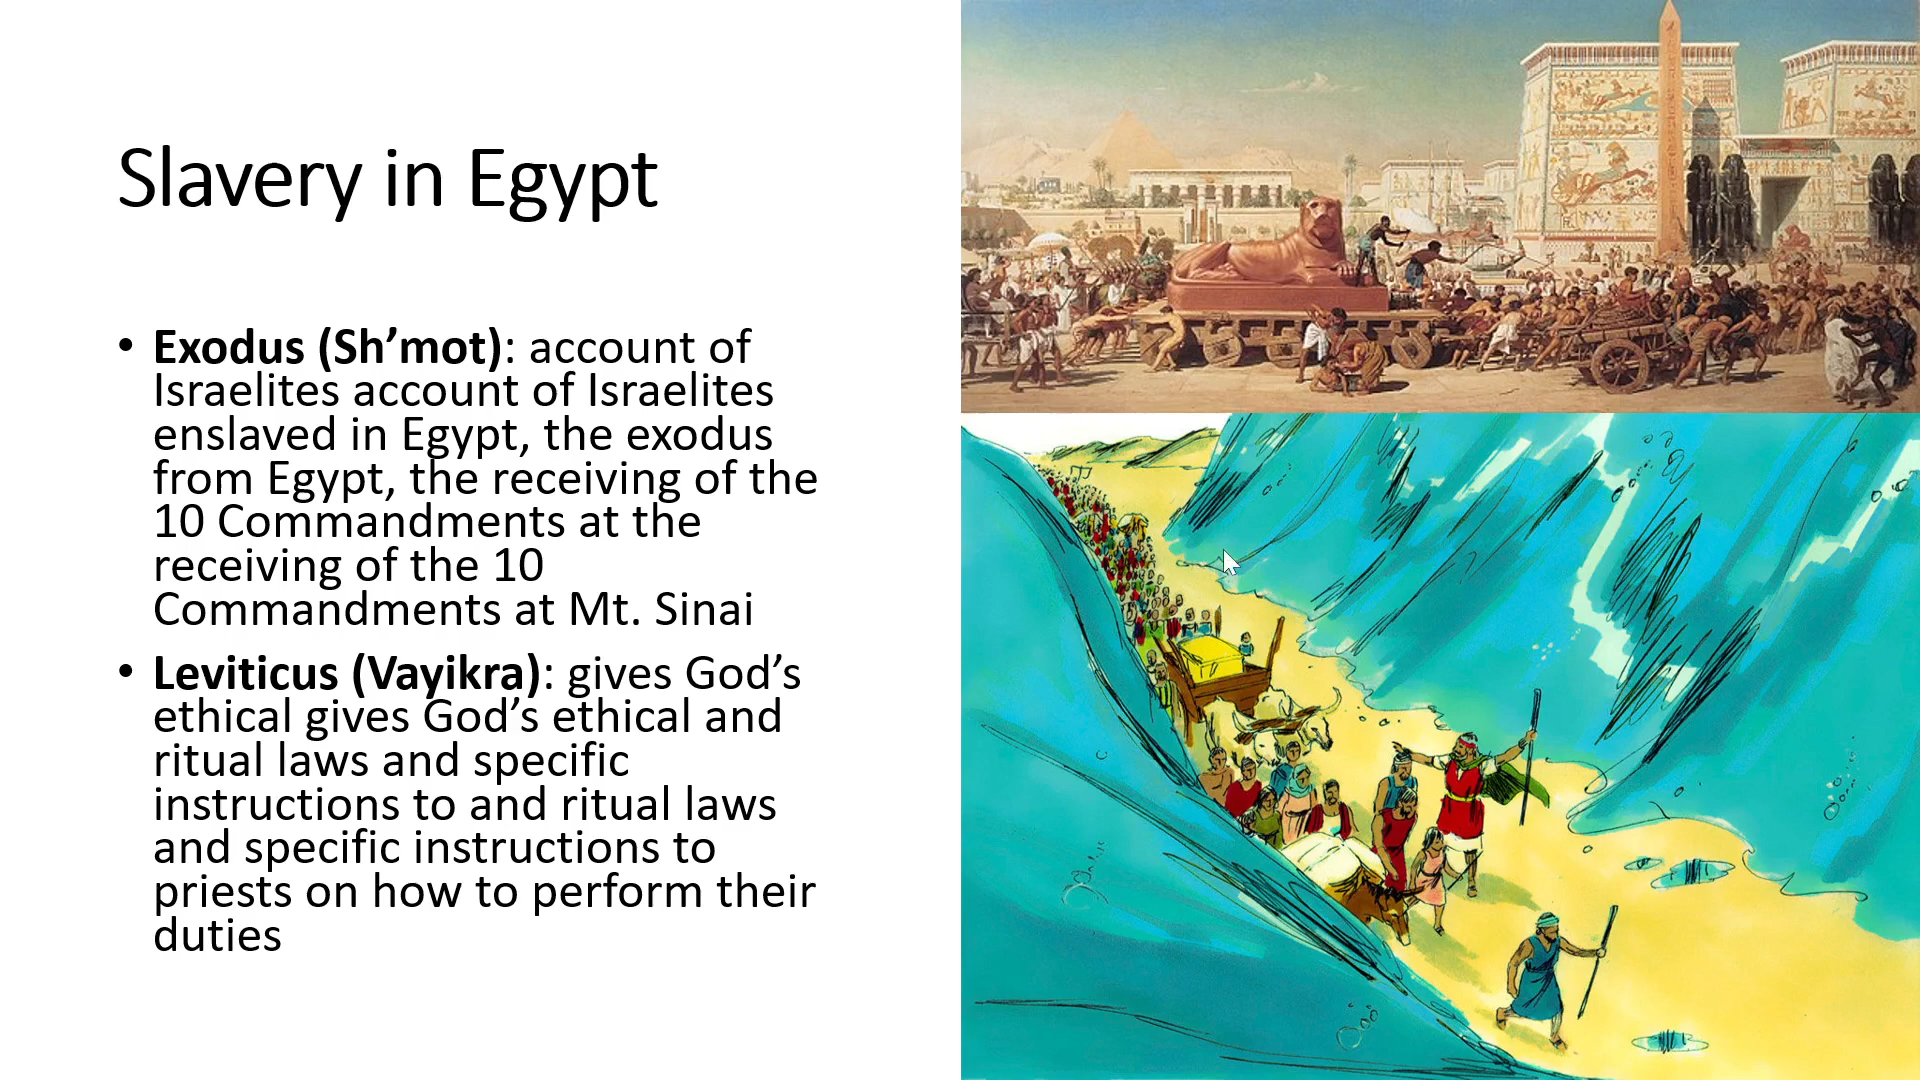 Slavery in Egypt
• Exodus (Sh’mot): account of
Israelites account of Israelites
enslaved in Egypt, the exodus
from Egypt, the receiving of the
10 Commandments at the
receiving of the 10
Commandments at Mt. Sinai
• Leviticus (Vayikra): gives God’s
ethical gives God’s ethical and
ritual laws and specific
instructions to and ritual laws
and specific instructions to
priests on how to perform their
duties